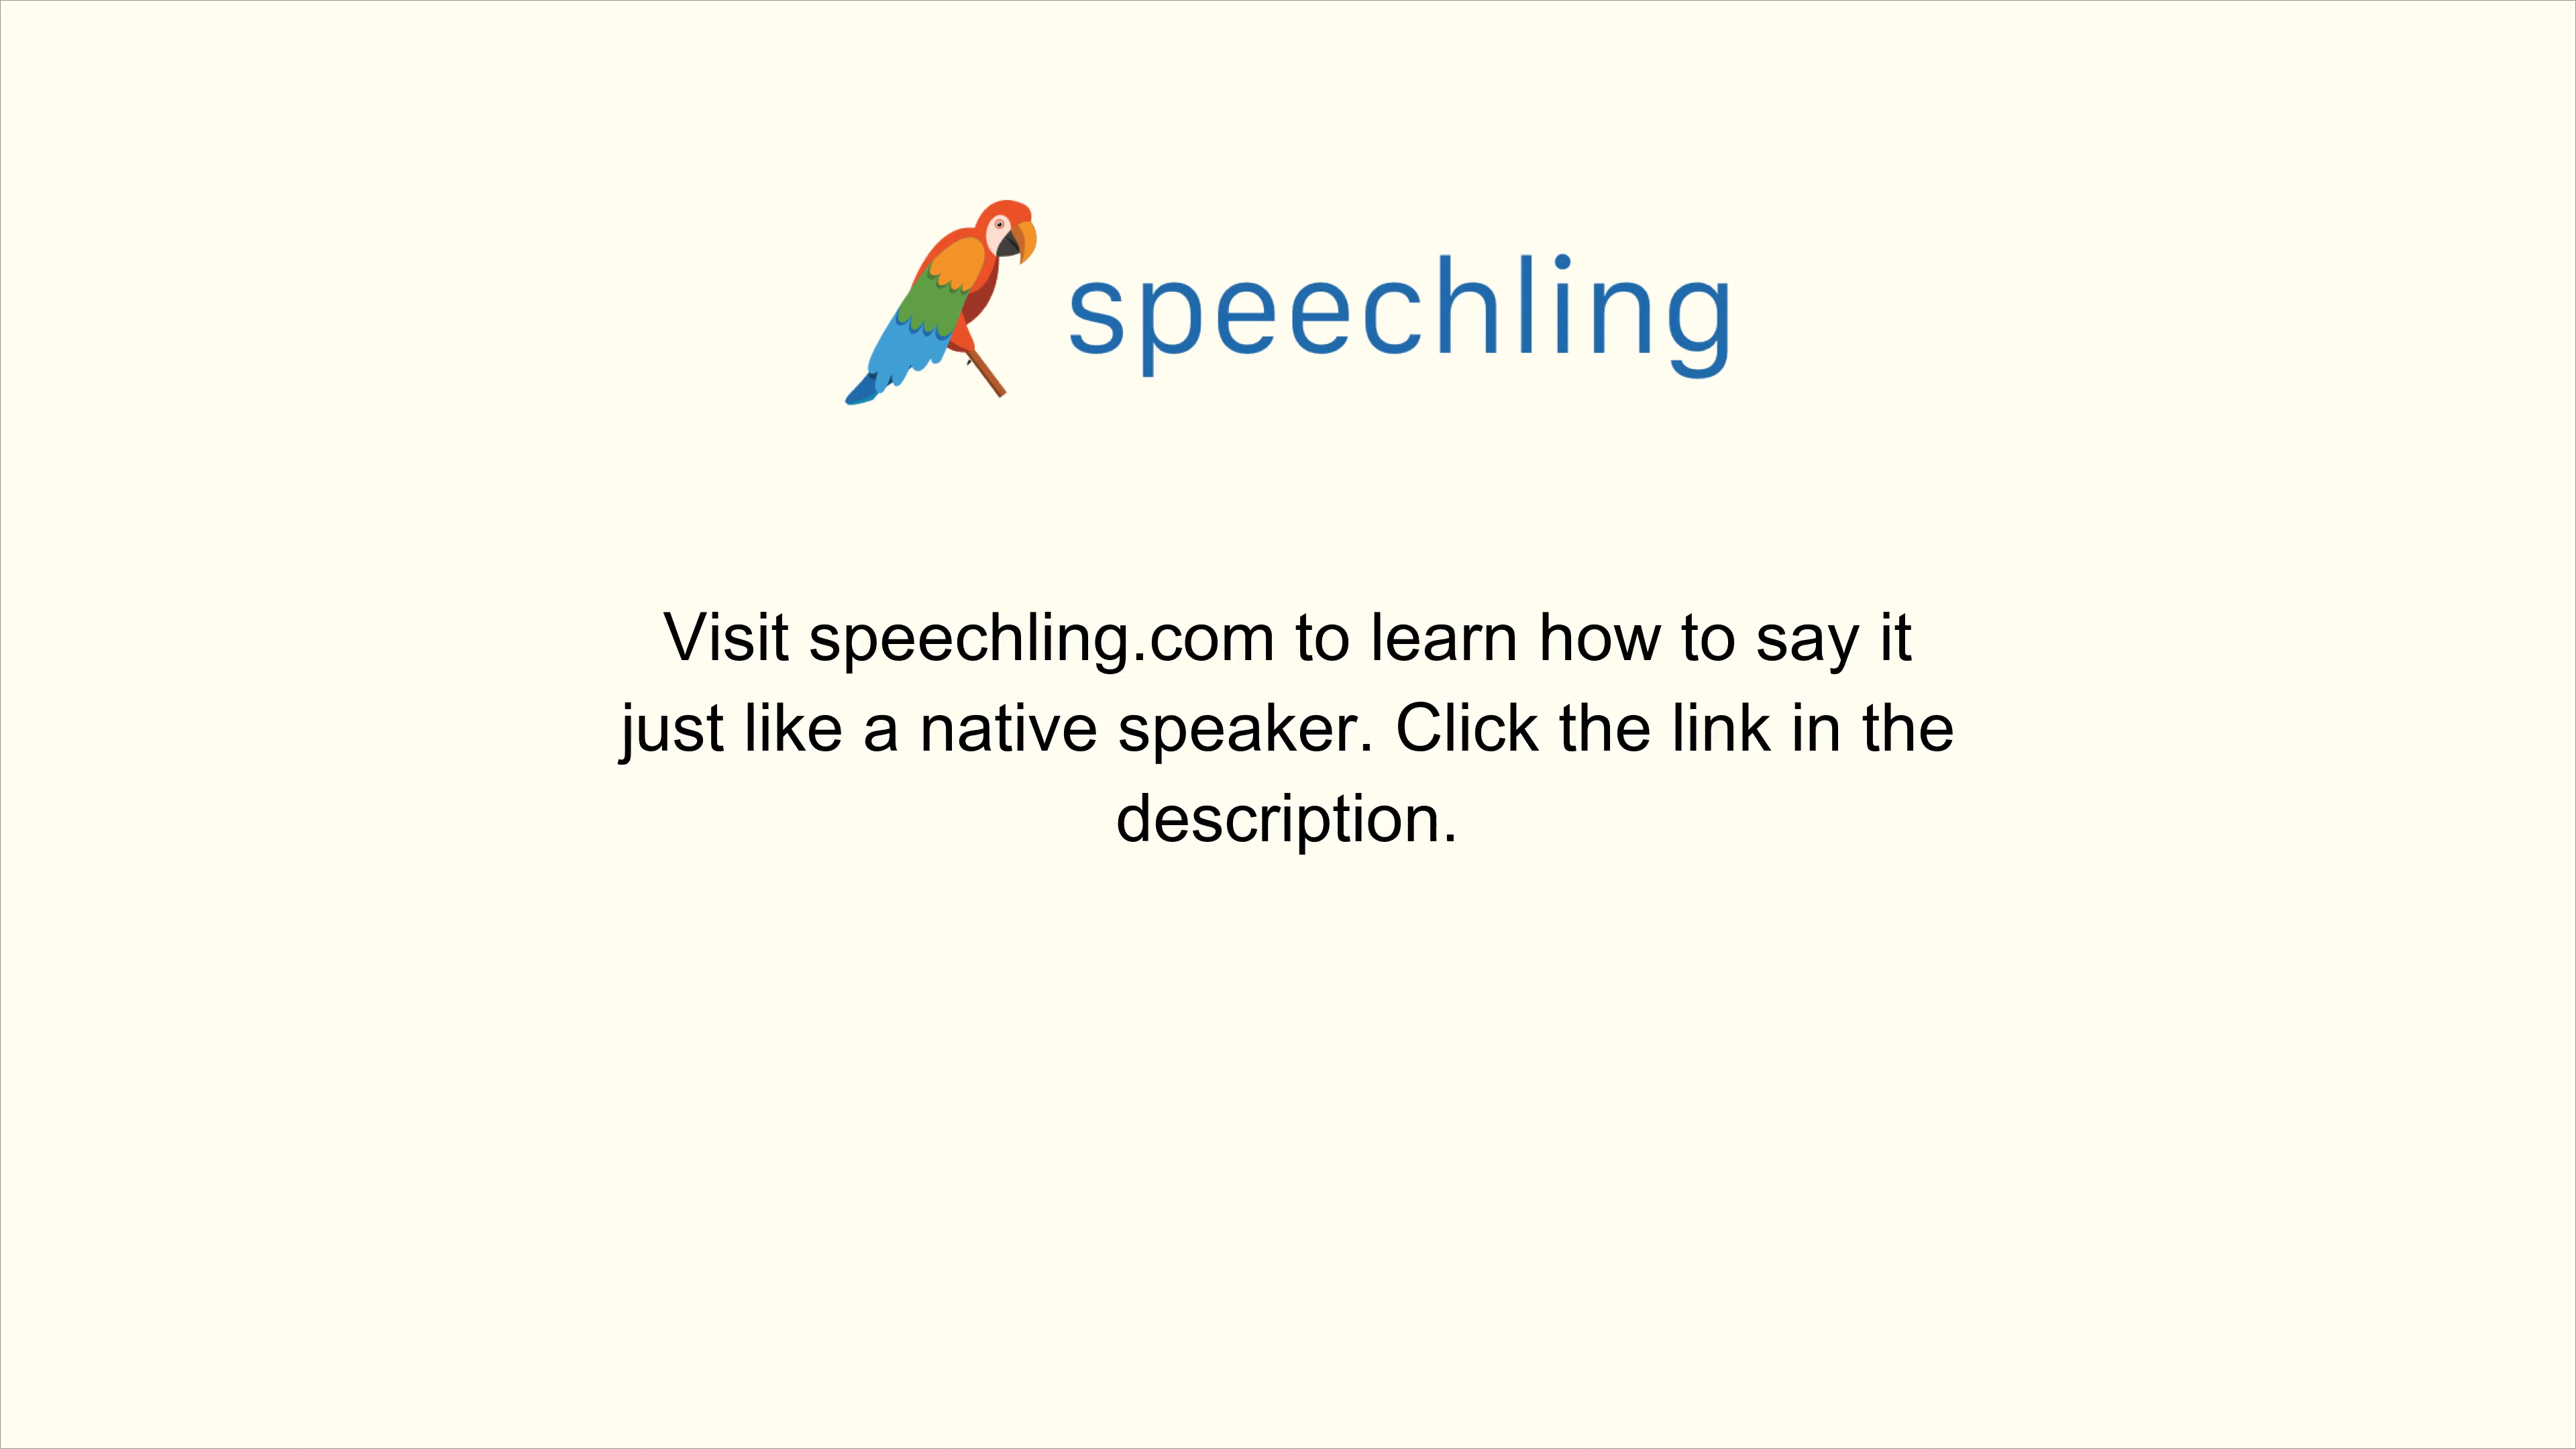 speechling
Visit speechling.com to learn how to say it
just like a native speaker. Click the link in the
description.